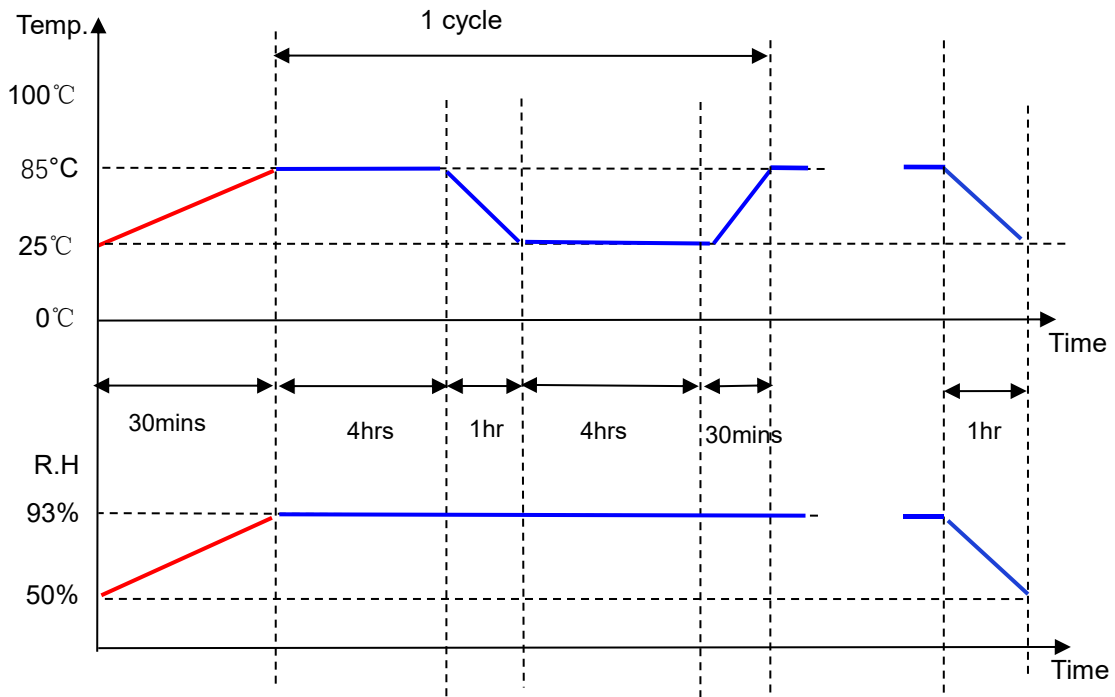 1 cycle
Temp.
100℃
85°C
25℃
0℃
Time
30mins
4hrs
1hr
4hrs
30mins
1hr
R.H
93%
50%
Time